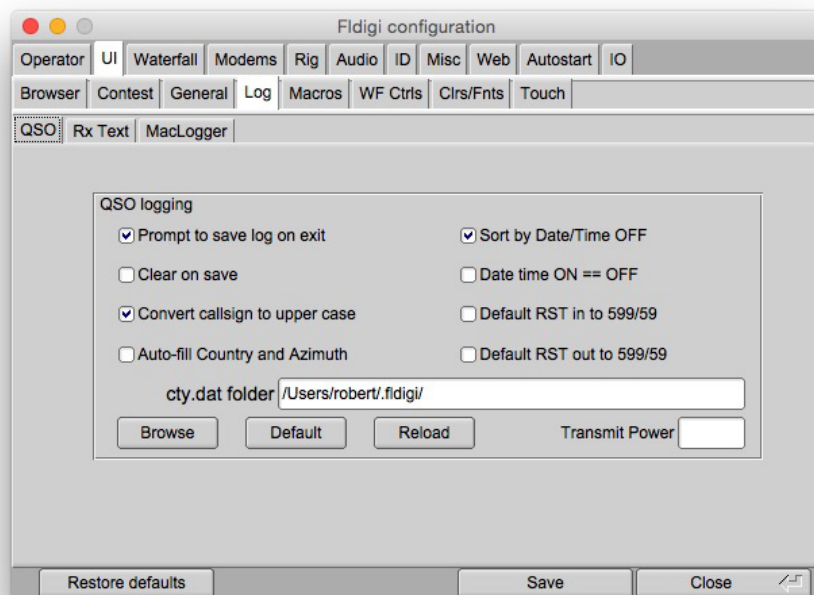 Fldigi configuration
Operator UI Waterfall Modems Rig Audio ID Misc Web Autostart IO
Browser Contest General Log Macros WF Ctrls Clrs/Fnts Touch
QSO Rx Text MacLogger
QSO logging
Prompt to save log on exit Sort by Date/Time OFF
Clear on save Date time ON == OFF
Convert callsign to upper case Default RST in to 599/59
Auto-fill Country and Azimuth Default RST out to 599/59
cty.dat folder /Users/robert/.fldigi/
Browse Default Reload Transmit Power
Restore defaults Save Close